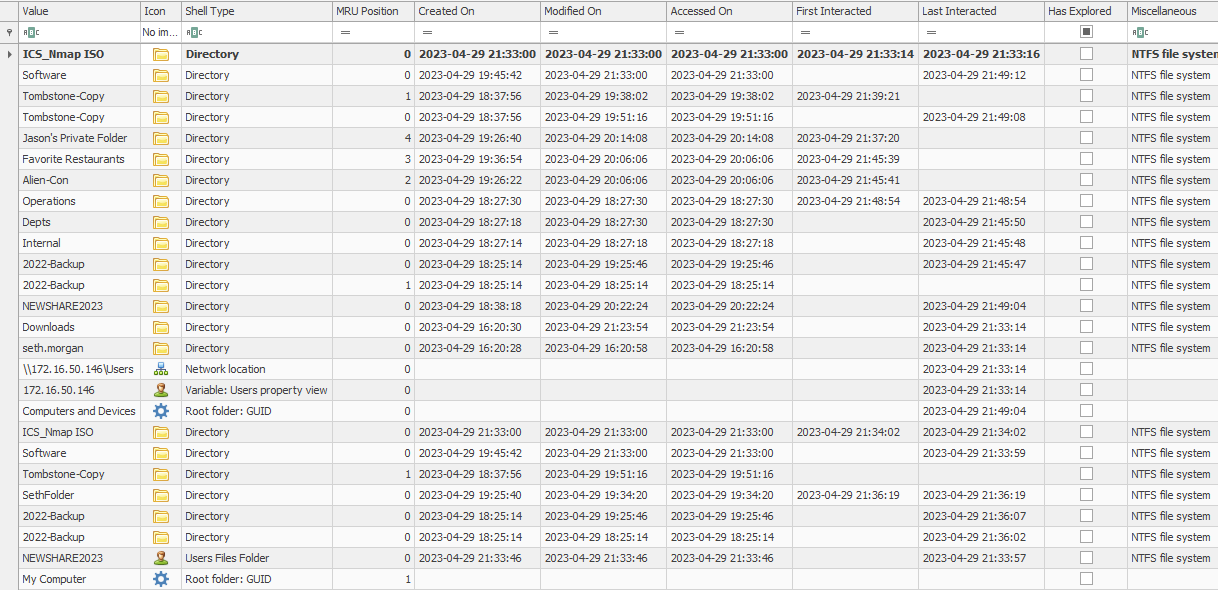 Value Icon Shell Type MRU Position Created On Modified On Accessed On First Interacted Last Interacted Has Explored Miscellaneous
No im... = = = = = =
ICS_Nmap ISO Directory 0 2023-04-29 21:33:00 2023-04-29 21:33:00 2023-04-29 21:33:00 2023-04-29 21:33:14 2023-04-29 21:33:16 NTFS file system
Software Directory 0 2023-04-29 19:45:42 2023-04-29 21:33:00 2023-04-29 21:33:00 2023-04-29 21:49:12 NTFS file system
Tombstone-Copy Directory 1 2023-04-29 18:37:56 2023-04-29 19:38:02 2023-04-29 19:38:02 2023-04-29 21:39:21 NTFS file system
Tombstone-Copy Directory 0 2023-04-29 18:37:56 2023-04-29 19:51:16 2023-04-29 19:51:16 2023-04-29 21:49:08 NTFS file system
Jason's Private Folder Directory 4 2023-04-29 19:26:40 2023-04-29 20:14:08 2023-04-29 20:14:08 2023-04-29 21:37:20 NTFS file system
Favorite Restaurants Directory 3 2023-04-29 19:36:54 2023-04-29 20:06:06 2023-04-29 20:06:06 2023-04-29 21:45:39 NTFS file system
Alien-Con Directory 2 2023-04-29 19:26:22 2023-04-29 20:06:06 2023-04-29 20:06:06 2023-04-29 21:45:41 NTFS file system
Operations Directory 0 2023-04-29 18:27:30 2023-04-29 18:27:30 2023-04-29 18:27:30 2023-04-29 21:48:54 2023-04-29 21:48:54 NTFS file system
Depts Directory 0 2023-04-29 18:27:18 2023-04-29 18:27:30 2023-04-29 18:27:30 2023-04-29 21:45:50 NTFS file system
Internal Directory 0 2023-04-29 18:27:14 2023-04-29 18:27:18 2023-04-29 18:27:18 2023-04-29 21:45:48 NTFS file system
2022-Backup Directory 0 2023-04-29 18:25:14 2023-04-29 19:25:46 2023-04-29 19:25:46 2023-04-29 21:45:47 NTFS file system
2022-Backup Directory 1 2023-04-29 18:25:14 2023-04-29 18:25:14 2023-04-29 18:25:14 NTFS file system
NEWSHARE2023 Directory 0 2023-04-29 18:38:18 2023-04-29 20:22:24 2023-04-29 20:22:24 2023-04-29 21:49:04 NTFS file system
Downloads Directory 0 2023-04-29 16:20:30 2023-04-29 21:23:54 2023-04-29 21:23:54 2023-04-29 21:33:14 NTFS file system
seth.morgan Directory 0 2023-04-29 16:20:28 2023-04-29 16:20:58 2023-04-29 16:20:58 2023-04-29 21:33:14 NTFS file system
\\172.16.50.146\Users Network location 0 2023-04-29 21:33:14
172.16.50.146 Variable: Users property view 0 2023-04-29 21:33:14
Computers and Devices Root folder: GUID 0 2023-04-29 21:49:04
ICS_Nmap ISO Directory 0 2023-04-29 21:33:00 2023-04-29 21:33:00 2023-04-29 21:33:00 2023-04-29 21:34:02 2023-04-29 21:34:02 NTFS file system
Software Directory 0 2023-04-29 19:45:42 2023-04-29 21:33:00 2023-04-29 21:33:00 2023-04-29 21:33:59 NTFS file system
Tombstone-Copy Directory 1 2023-04-29 18:37:56 2023-04-29 19:51:16 2023-04-29 19:51:16 NTFS file system
SethFolder Directory 0 2023-04-29 19:25:40 2023-04-29 19:34:20 2023-04-29 19:34:20 2023-04-29 21:36:19 2023-04-29 21:36:19 NTFS file system
2022-Backup Directory 0 2023-04-29 18:25:14 2023-04-29 19:25:46 2023-04-29 19:25:46 2023-04-29 21:36:07 NTFS file system
2022-Backup Directory 0 2023-04-29 18:25:14 2023-04-29 18:25:14 2023-04-29 18:25:14 2023-04-29 21:36:02 NTFS file system
NEWSHARE2023 Users Files Folder 0 2023-04-29 21:33:46 2023-04-29 21:33:46 2023-04-29 21:33:46 2023-04-29 21:33:57 NTFS file system
My Computer Root folder: GUID 1